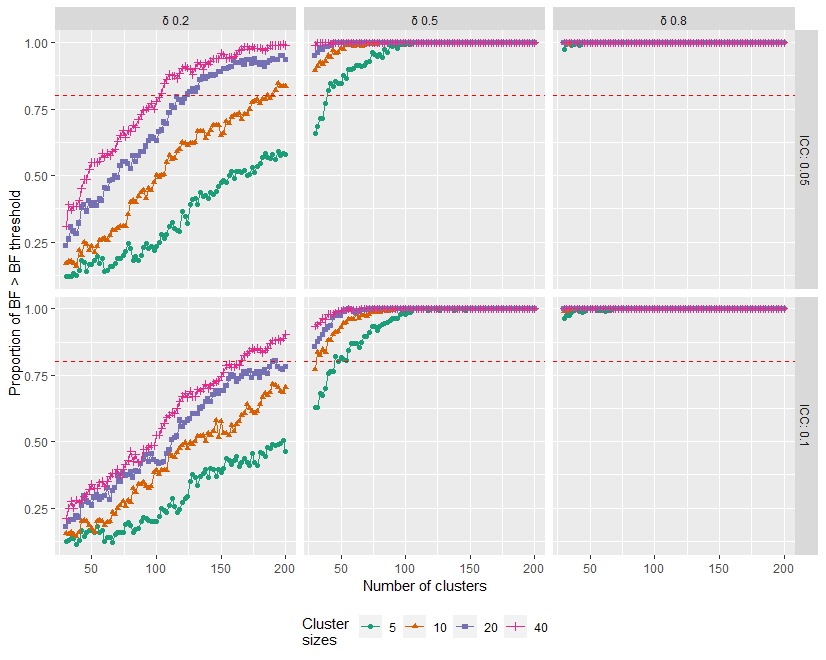 δ 0.2 δ 0.5 δ 0.8
1.00
0.75
0.50
0.25
ICC: 0.05
1.00
0.75
0.50
0.25
ICC: 0.1
Proportion of BF > BF threshold
50 100 150 200 50 100 150 200 50 100 150 200
Number of clusters
Cluster
sizes
5 10 20 40